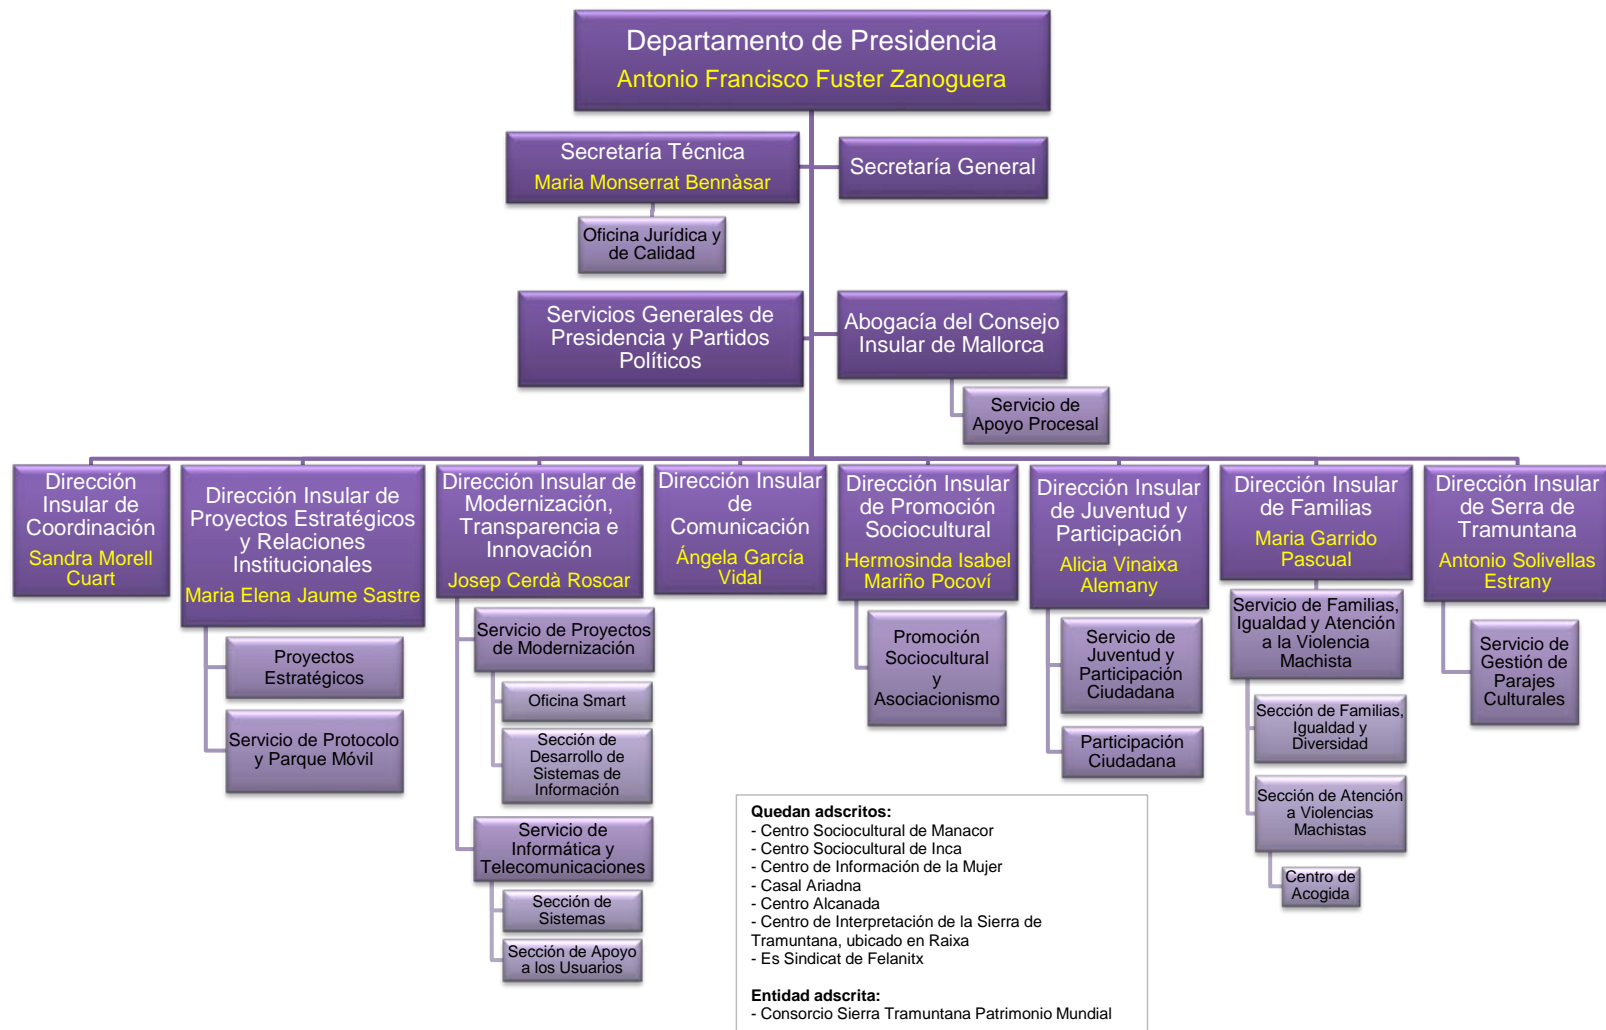 Departamento de Presidencia
Antonio Francisco Fuster Zanoguera
Secretaría Técnica
Maria Monserrat Bennàsar
Secretaría General
Oficina Jurídica y
de Calidad
Servicios Generales de
Presidencia y Partidos
Políticos
Abogacía del Consejo
Insular de Mallorca
Servicio de
Apoyo Procesal
Dirección
Insular de
Coordinación
Sandra Morell
Cuart
Dirección Insular de
Proyectos Estratégicos
y Relaciones
Institucionales
Maria Elena Jaume Sastre
Proyectos
Estratégicos
Servicio de Protocolo
y Parque Móvil
Dirección Insular de
Modernización,
Transparencia e
Innovación
Josep Cerdà Roscar
Servicio de Proyectos
de Modernización
Oficina Smart
Sección de
Desarrollo de
Sistemas de
Información
Servicio de
Informática y
Telecomunicaciones
Sección de
Sistemas
Sección de Apoyo
a los Usuarios
Dirección Insular
de
Comunicación
Ángela García
Vidal
Dirección Insular
de Promoción
Sociocultural
Hermosinda Isabel
Mariño Pocoví
Promoción
Sociocultural
y
Asociacionismo
Dirección Insular
de Juventud y
Participación
Alicia Vinaixa
Alemany
Servicio de
Juventud y
Participación
Ciudadana
Participación
Ciudadana
Dirección Insular
de Familias
Maria Garrido
Pascual
Servicio de Familias,
Igualdad y Atención
a la Violencia
Machista
Sección de Familias,
Igualdad y
Diversidad
Sección de Atención
a Violencias
Machistas
Centro de
Acogida
Dirección Insular
de Serra de
Tramuntana
Antonio Solivellas
Estrany
Servicio de
Gestión de
Parajes
Culturales
Quedan adscritos:
- Centro Sociocultural de Manacor
- Centro Sociocultural de Inca
- Centro de Información de la Mujer
- Casal Ariadna
- Centro Alcanada
- Centro de Interpretación de la Sierra de
Tramuntana, ubicado en Raixa
- Es Sindicat de Felanitx
Entidad adscrita:
- Consorcio Sierra Tramuntana Patrimonio Mundial